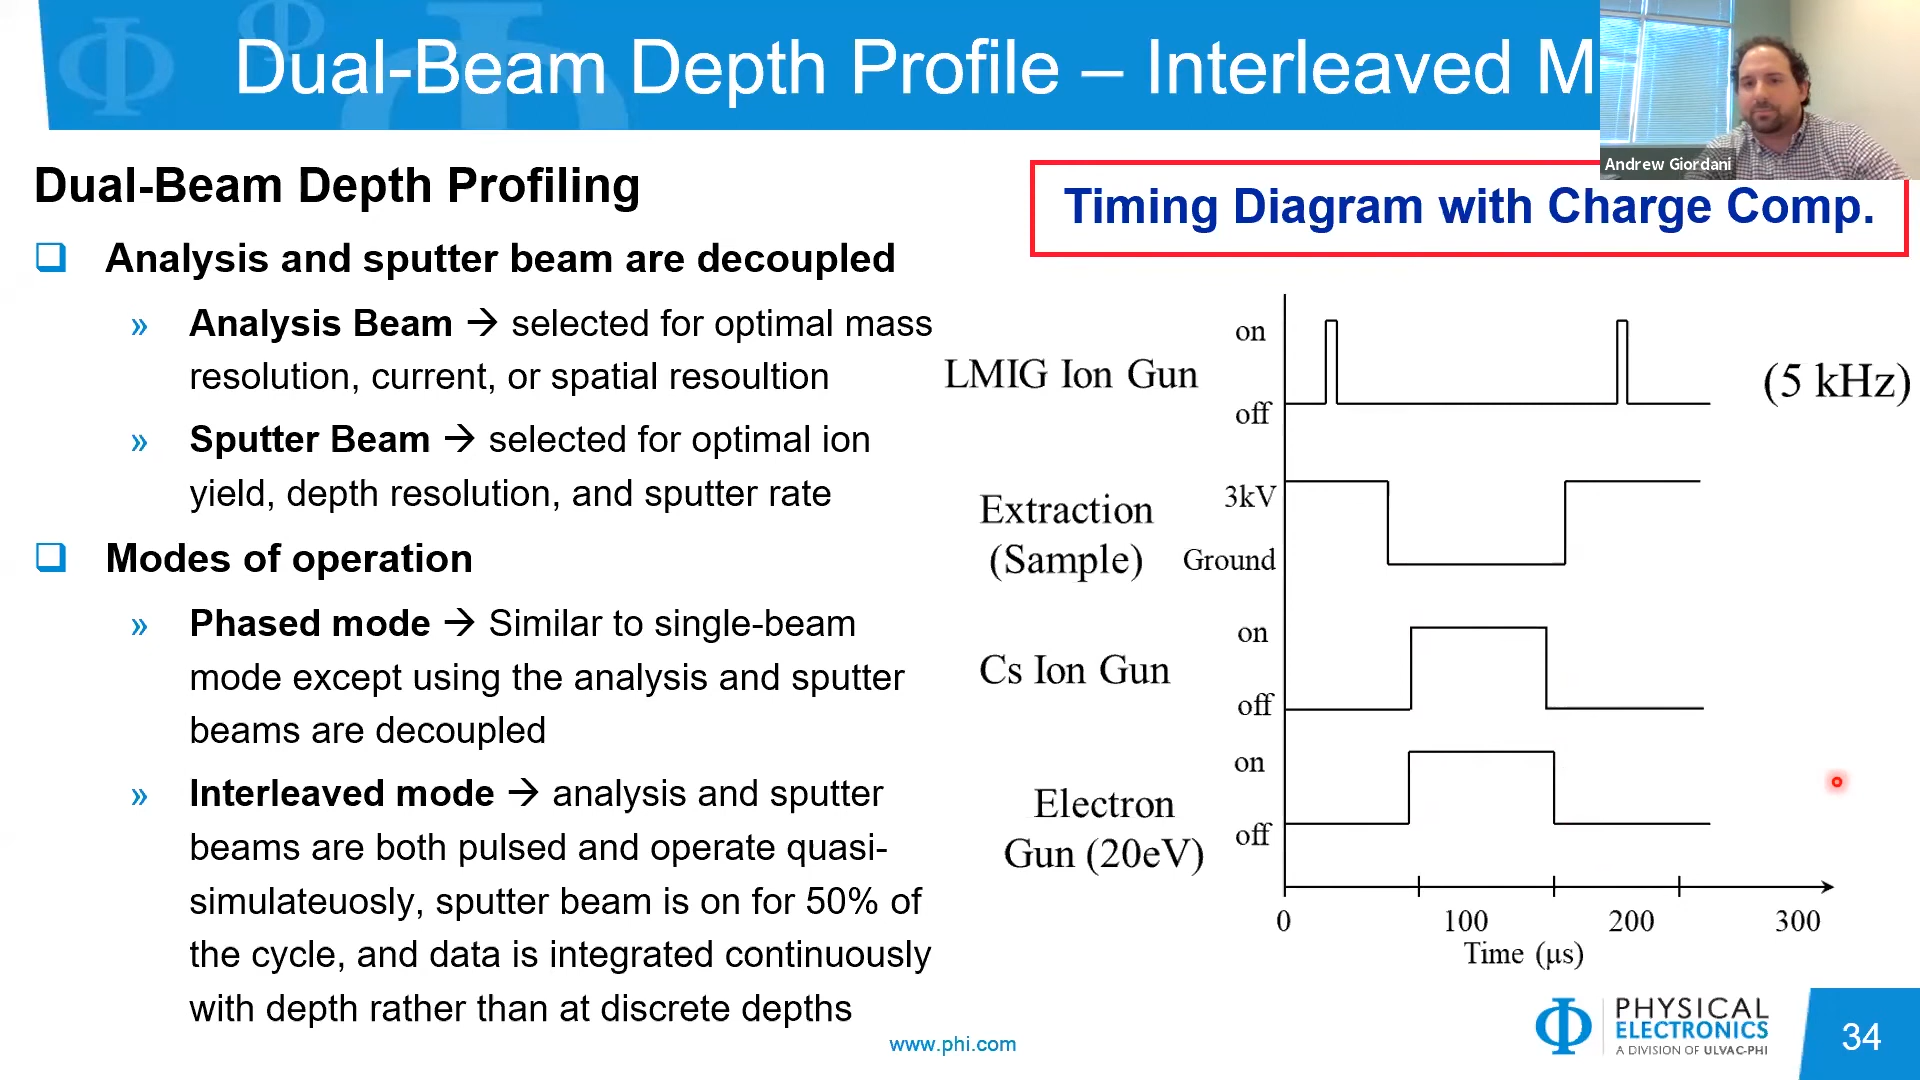 Dual-Beam Depth Profile – Interleaved M
Andrew Giordani
Dual-Beam Depth Profiling
Analysis and sputter beam are decoupled
» Analysis Beam → selected for optimal mass
resolution, current, or spatial resoultion
» Sputter Beam → selected for optimal ion
yield, depth resolution, and sputter rate
Modes of operation
» Phased mode → Similar to single-beam
mode except using the analysis and sputter
beams are decoupled
» Interleaved mode → analysis and sputter
beams are both pulsed and operate quasi-
simulateuosly, sputter beam is on for 50% of
the cycle, and data is integrated continuously
with depth rather than at discrete depths
Timing Diagram with Charge Comp.
on
LMIG Ion Gun
(5 kHz)
off
3kV
Extraction
(Sample)
Ground
on
Cs Ion Gun
off
on
Electron
Gun (20eV)
off
0 100 200 300
Time (µs)
www.phi.com
PHYSICAL
ELECTRONICS
A DIVISION OF ULVAC-PHI
34